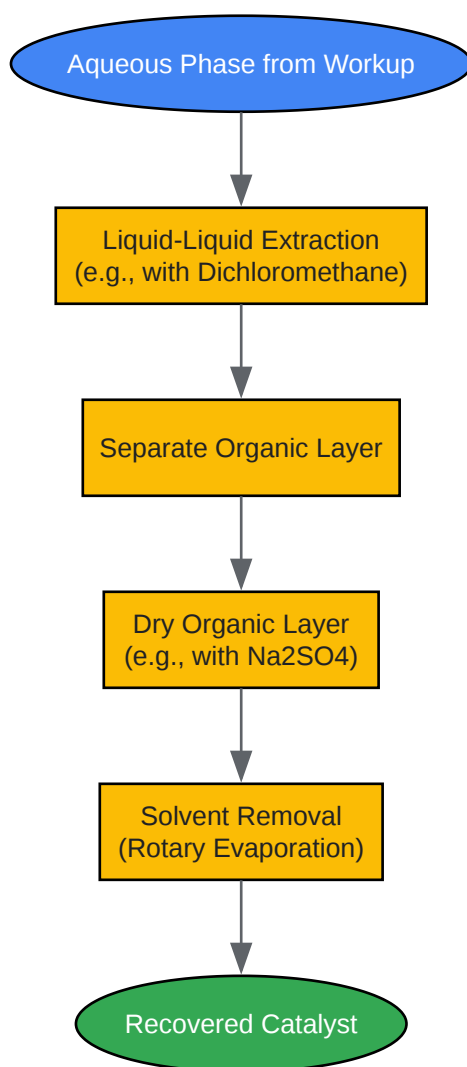 Aqueous Phase from Workup
Liquid-Liquid Extraction
(e.g., with Dichloromethane)
Separate Organic Layer
Dry Organic Layer
(e.g., with Na2SO4)
Solvent Removal
(Rotary Evaporation)
Recovered Catalyst